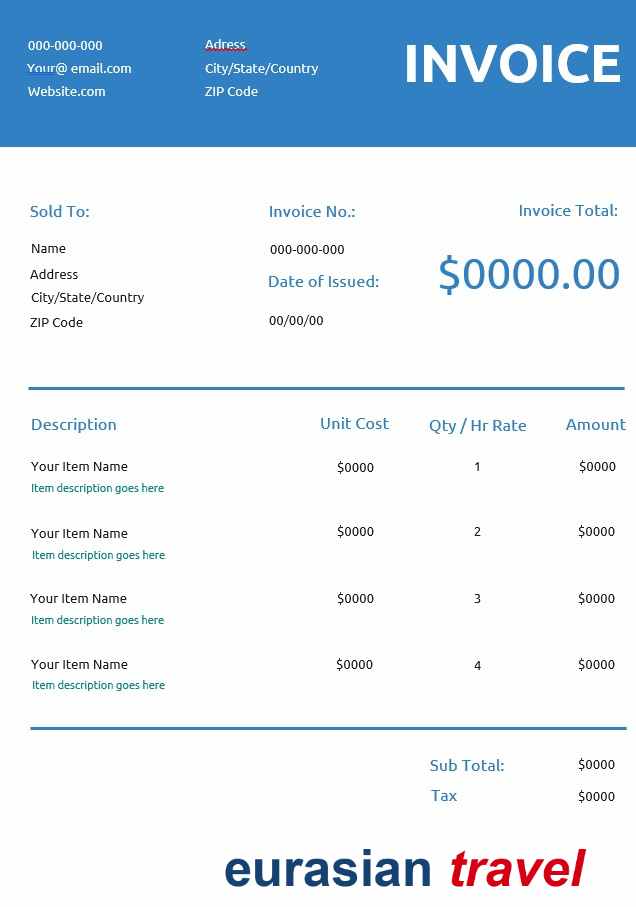 000-000-000
Your@ email.com
Website.com
Adress
City/State/Country
ZIP Code
INVOICE
Sold To:
Name
Address
City/State/Country
ZIP Code
Invoice No.:
000-000-000
Date of Issued:
00/00/00
Invoice Total:
$0000.00
Description Unit Cost Qty / Hr Rate Amount
Your Item Name $0000 1 $0000
Item description goes here
Your Item Name $0000 2 $0000
Item description goes here
Your Item Name $0000 3 $0000
Item description goes here
Your Item Name $0000 4 $0000
Item description goes here
Sub Total: $0000
Tax $0000
eurasian travel